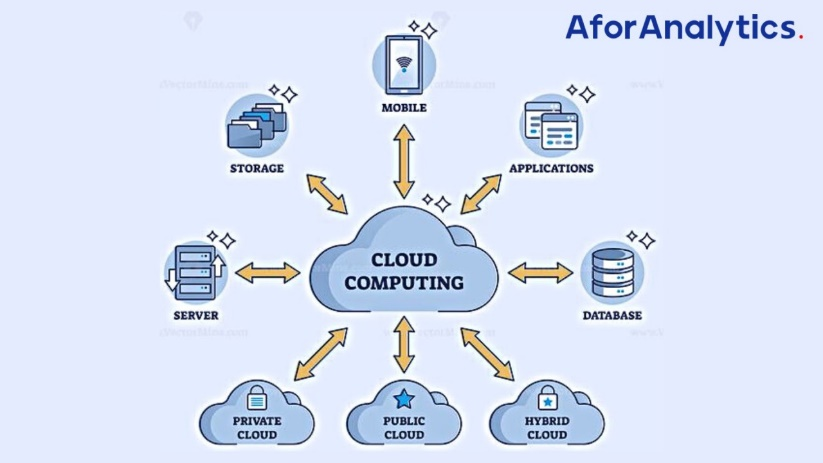 AforAnalytics.
MOBILE
STORAGE
APPLICATIONS
CLOUD
COMPUTING
SERVER
DATABASE
PRIVATE
CLOUD
PUBLIC
CLOUD
HYBRID
CLOUD